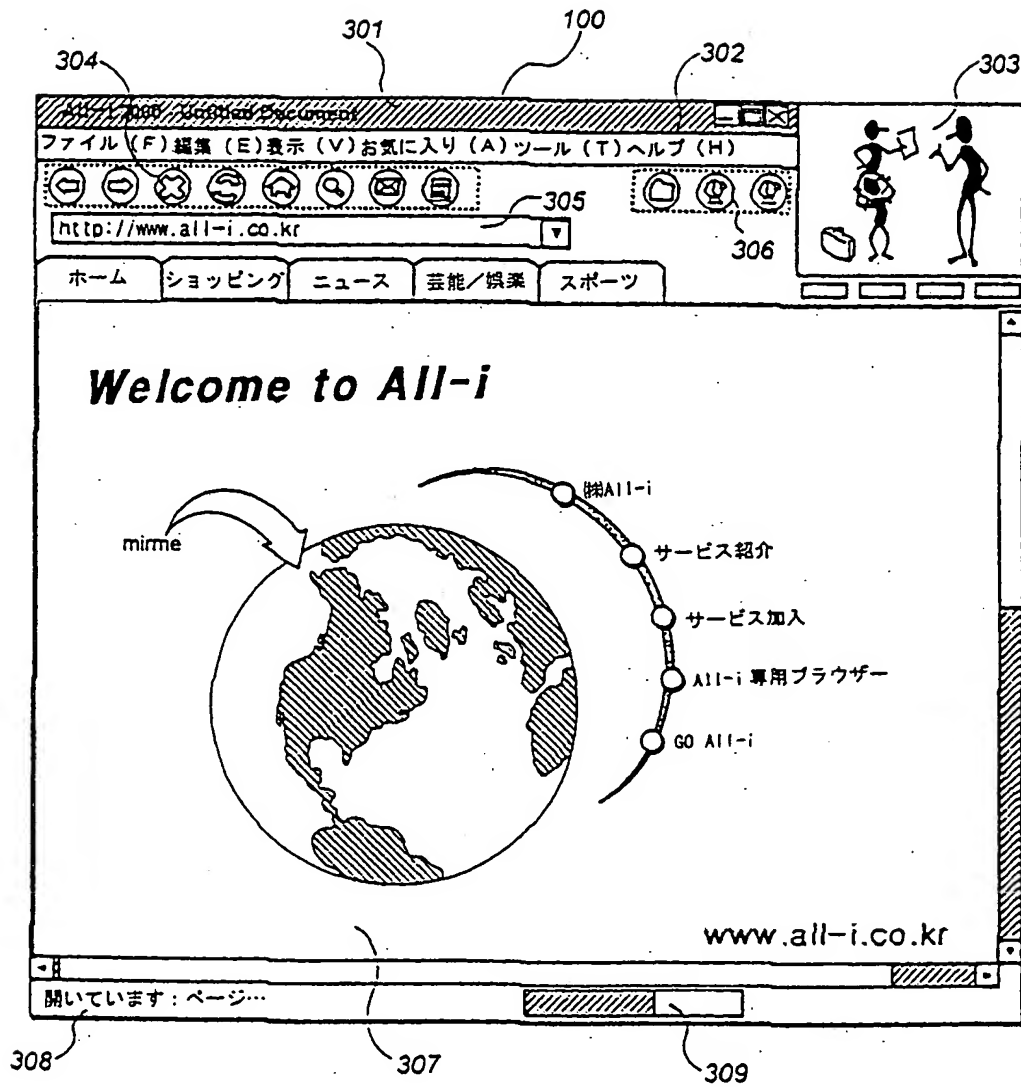 100
301
302
303
304
All-i 2000 - Untitled Document
ファイル (F) 編集 (E) 表示 (V) お気に入り (A) ツール (T) ヘルプ (H)
305
http://www.all-i.co.kr
306
ホーム ショッピング ニュース 芸能/娯楽 スポーツ
Welcome to All-i
㈱All-i
mirme
サービス紹介
サービス加入
All-i 専用ブラウザー
GO All-i
www.all-i.co.kr
開いています:ページ…
308
307
309